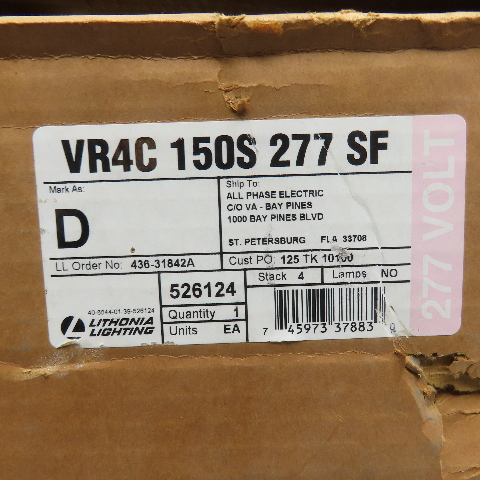 VR4C 150S 277 SF
277 VOLT
Mark As:
D
Ship To:
ALL PHASE ELECTRIC
C/O VA - BAY PINES
1000 BAY PINES BLVD
ST. PETERSBURG FLA 33708
LL Order No: 436-31842A
Cust PO: 125 TK
526124
Stack 4 Lamps NO
Quantity 1
Units EA
LITHONIA
LIGHTING
7 45973 37883